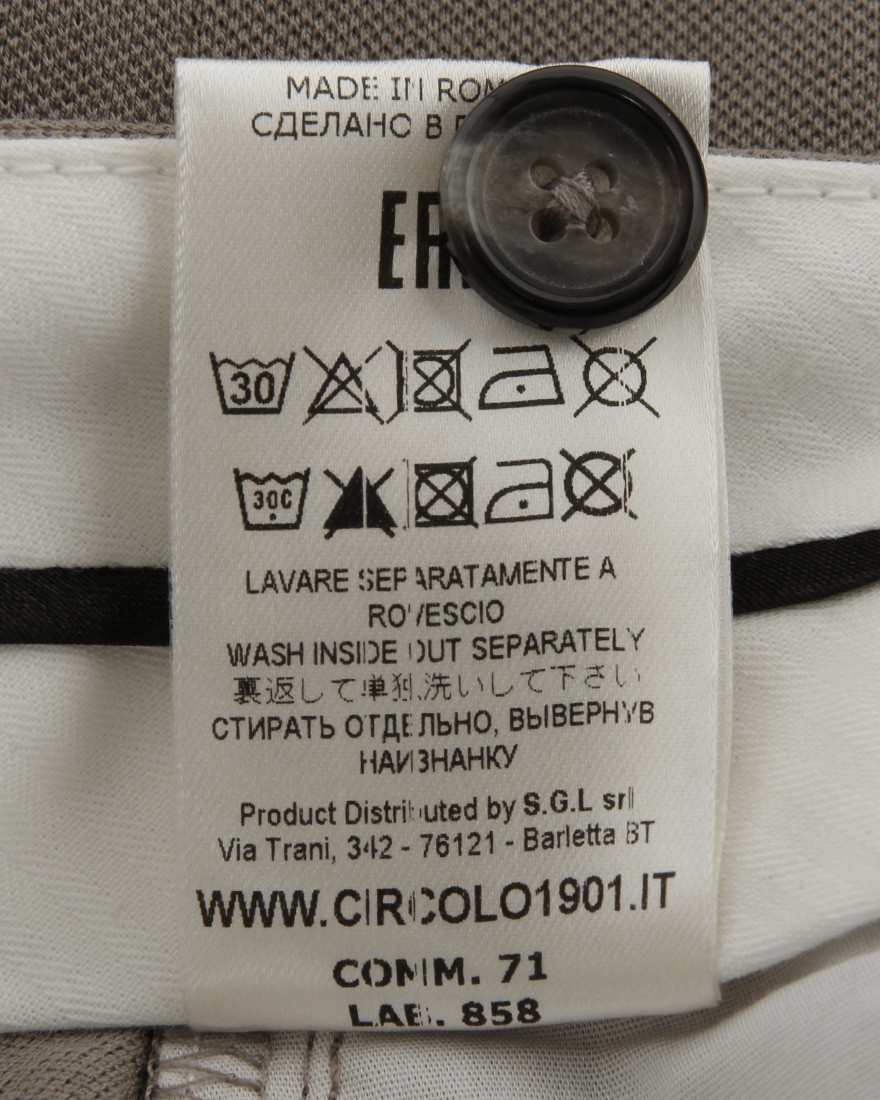 MADE IN
СДЕЛАНО В
30
30C
LAVARE SEPARATAMENTE A
ROVESCIO
WASH INSIDE OUT SEPARATELY
裏返して単独洗いして下さい
СТИРАТЬ ОТДЕЛЬНО, ВЫВЕРНУВ
НАИЗНАНКУ
Product Distributed by S.G.L srl
Via Trani, 342 - 76121 - Barletta BT
WWW.CIRCOLO1901.IT
COMM. 71
LAB. 858